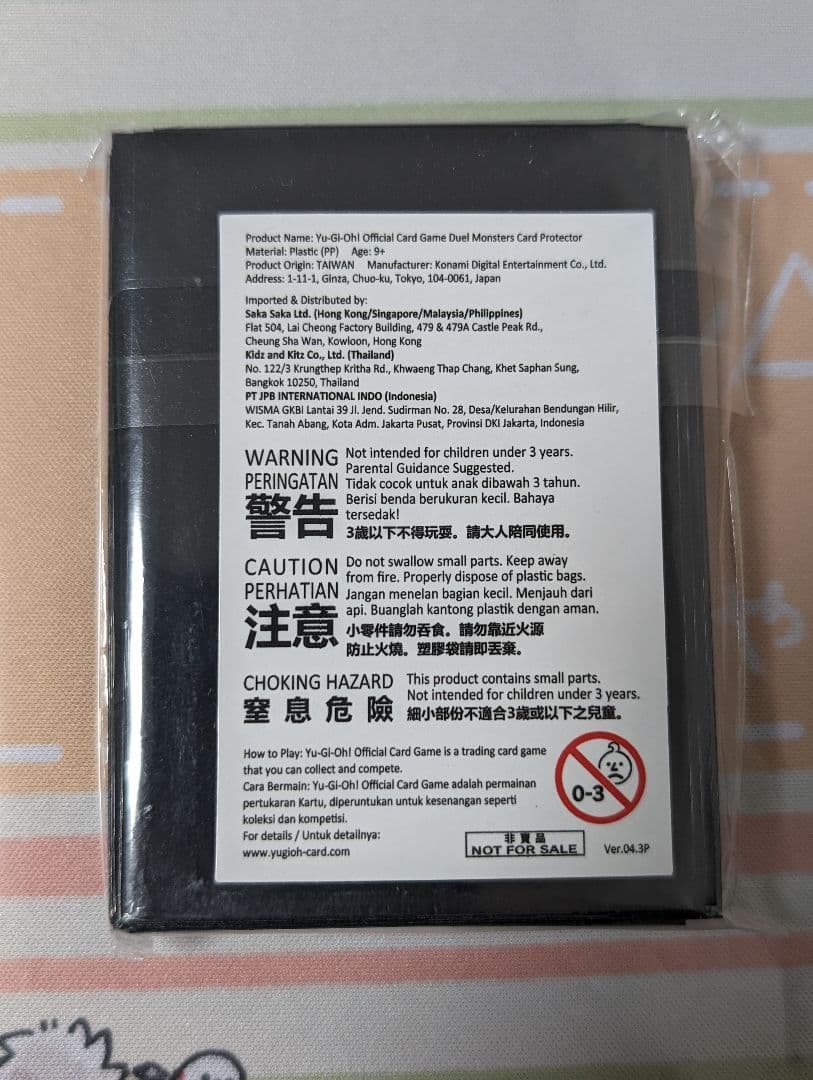 Product Name: Yu-Gi-Oh! Official Card Game Duel Monsters Card Protector
Material: Plastic (PP) Age: 9+
Product Origin: TAIWAN Manufacturer: Konami Digital Entertainment Co., Ltd.
Address: 1-11-1, Ginza, Chuo-ku, Tokyo, 104-0061, Japan
Imported & Distributed by:
Saka Saka Ltd. (Hong Kong/Singapore/Malaysia/Philippines)
Flat 504, Lai Cheong Factory Building, 479 & 479A Castle Peak Rd.,
Cheung Sha Wan, Kowloon, Hong Kong
Kidz and Kitz Co., Ltd. (Thailand)
No. 122/3 Krungthep Kritha Rd., Khwaeng Thap Chang, Khet Saphan Sung,
Bangkok 10250, Thailand
PT JPB INTERNATIONAL INDO (Indonesia)
WISMA GKBI Lantai 39 Jl. Jend. Sudirman No. 28, Desa/Kelurahan Bendungan Hilir,
Kec. Tanah Abang, Kota Adm. Jakarta Pusat, Provinsi DKI Jakarta, Indonesia
WARNING
PERINGATAN
警告
Not intended for children under 3 years.
Parental Guidance Suggested.
Tidak cocok untuk anak dibawah 3 tahun.
Berisi benda berukuran kecil. Bahaya
tersedak!
3歲以下不得玩耍。請大人陪同使用。
CAUTION
PERHATIAN
注意
Do not swallow small parts. Keep away
from fire. Properly dispose of plastic bags.
Jangan menelan bagian kecil. Menjauh dari
api. Buanglah kantong plastik dengan aman.
小零件請勿吞食。請勿靠近火源
防止火燒。塑膠袋請即丟棄。
CHOKING HAZARD
窒息危險
This product contains small parts.
Not intended for children under 3 years.
細小部份不適合3歲或以下之兒童。
How to Play: Yu-Gi-Oh! Official Card Game is a trading card game
that you can collect and compete.
Cara Bermain: Yu-Gi-Oh! Official Card Game adalah permainan
pertukaran Kartu, diperuntukan untuk kesenangan seperti
koleksi dan kompetisi.
For details / Untuk detailnya:
www.yugioh-card.com
0-3
非賣品
NOT FOR SALE
Ver.04.3P
や